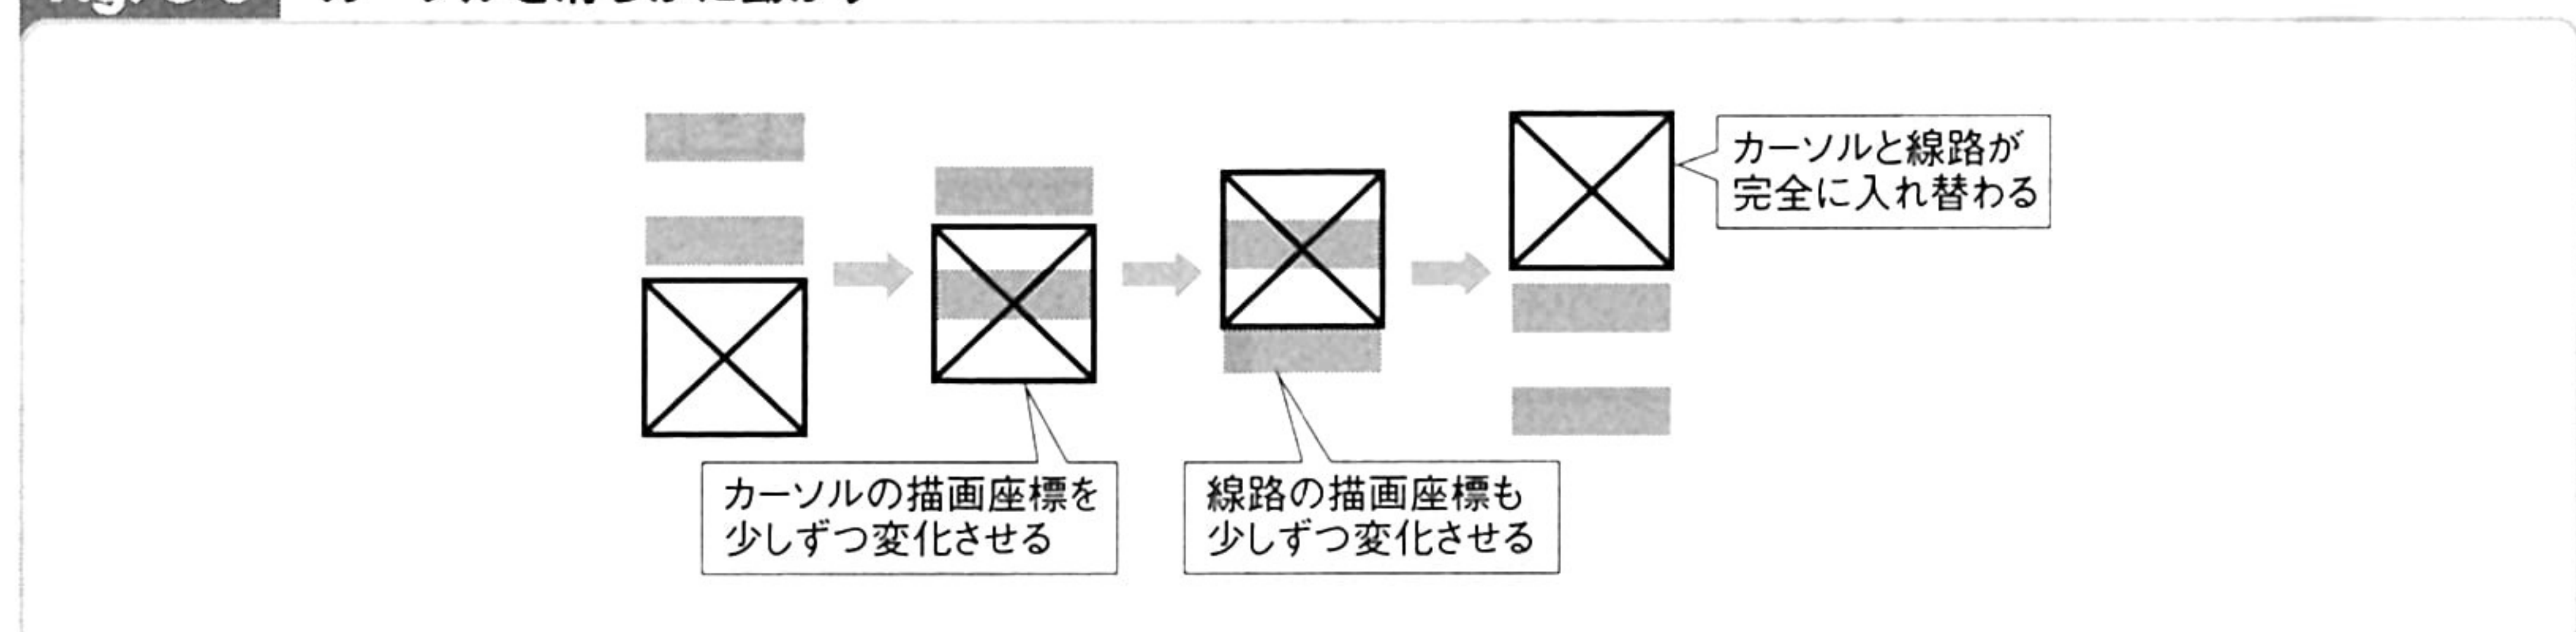 カーソルと線路が
完全に入れ替わる
カーソルの描画座標を
少しずつ変化させる
線路の描画座標も
少しずつ変化させる